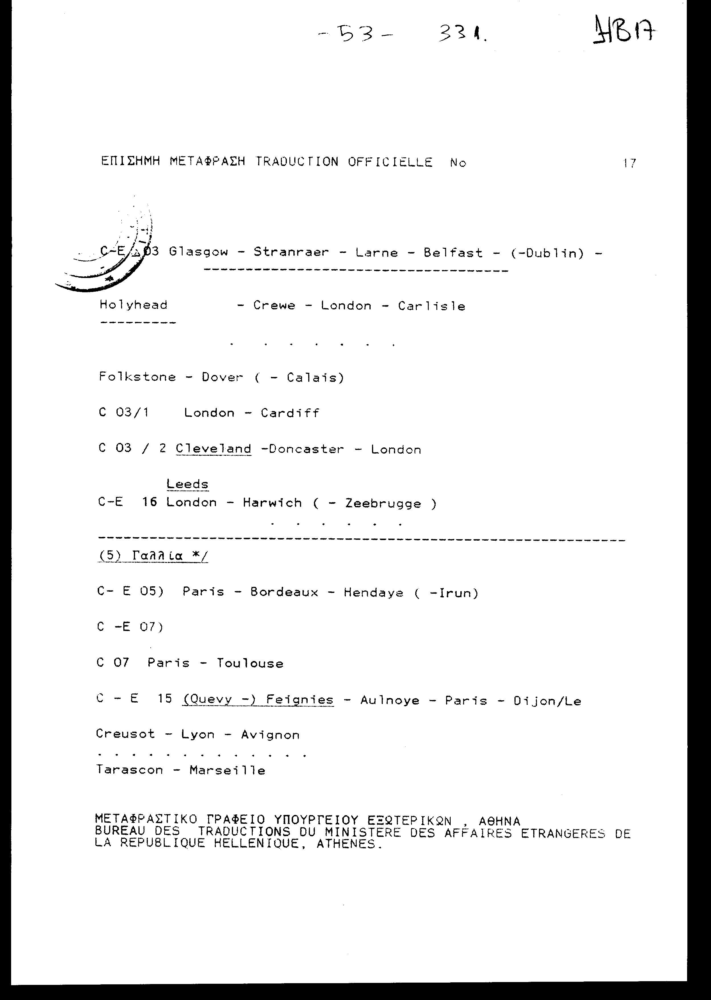 - 53 - 331. HB17
ΕΠΙΣΗΜΗ ΜΕΤΑΦΡΑΣΗ TRADUCTION OFFICIELLE No 17
C-E 03 Glasgow - Stranraer - Larne - Belfast - (-Dublin) -
------------------------------------
Holyhead - Crewe - London - Carlisle
---------
. . . . . . .
Folkstone - Dover ( - Calais)
C 03/1 London - Cardiff
C 03 / 2 Cleveland -Doncaster - London
Leeds
C-E 16 London - Harwich ( - Zeebrugge )
. . . . . .
--------------------------------------------------------------
(5) Γαλλία */
C- E 05) Paris - Bordeaux - Hendaye ( -Irun)
C -E 07)
C 07 Paris - Toulouse
C - E 15 (Quevy -) Feignies - Aulnoye - Paris - Dijon/Le
Creusot - Lyon - Avignon
. . . . . . . . . . . . .
Tarascon - Marseille
ΜΕΤΑΦΡΑΣΤΙΚΟ ΓΡΑΦΕΙΟ ΥΠΟΥΡΓΕΙΟΥ ΕΞΩΤΕΡΙΚΩΝ , ΑΘΗΝΑ
BUREAU DES TRADUCTIONS DU MINISTERE DES AFFAIRES ETRANGERES DE
LA REPUBLIQUE HELLENIQUE, ATHENES.